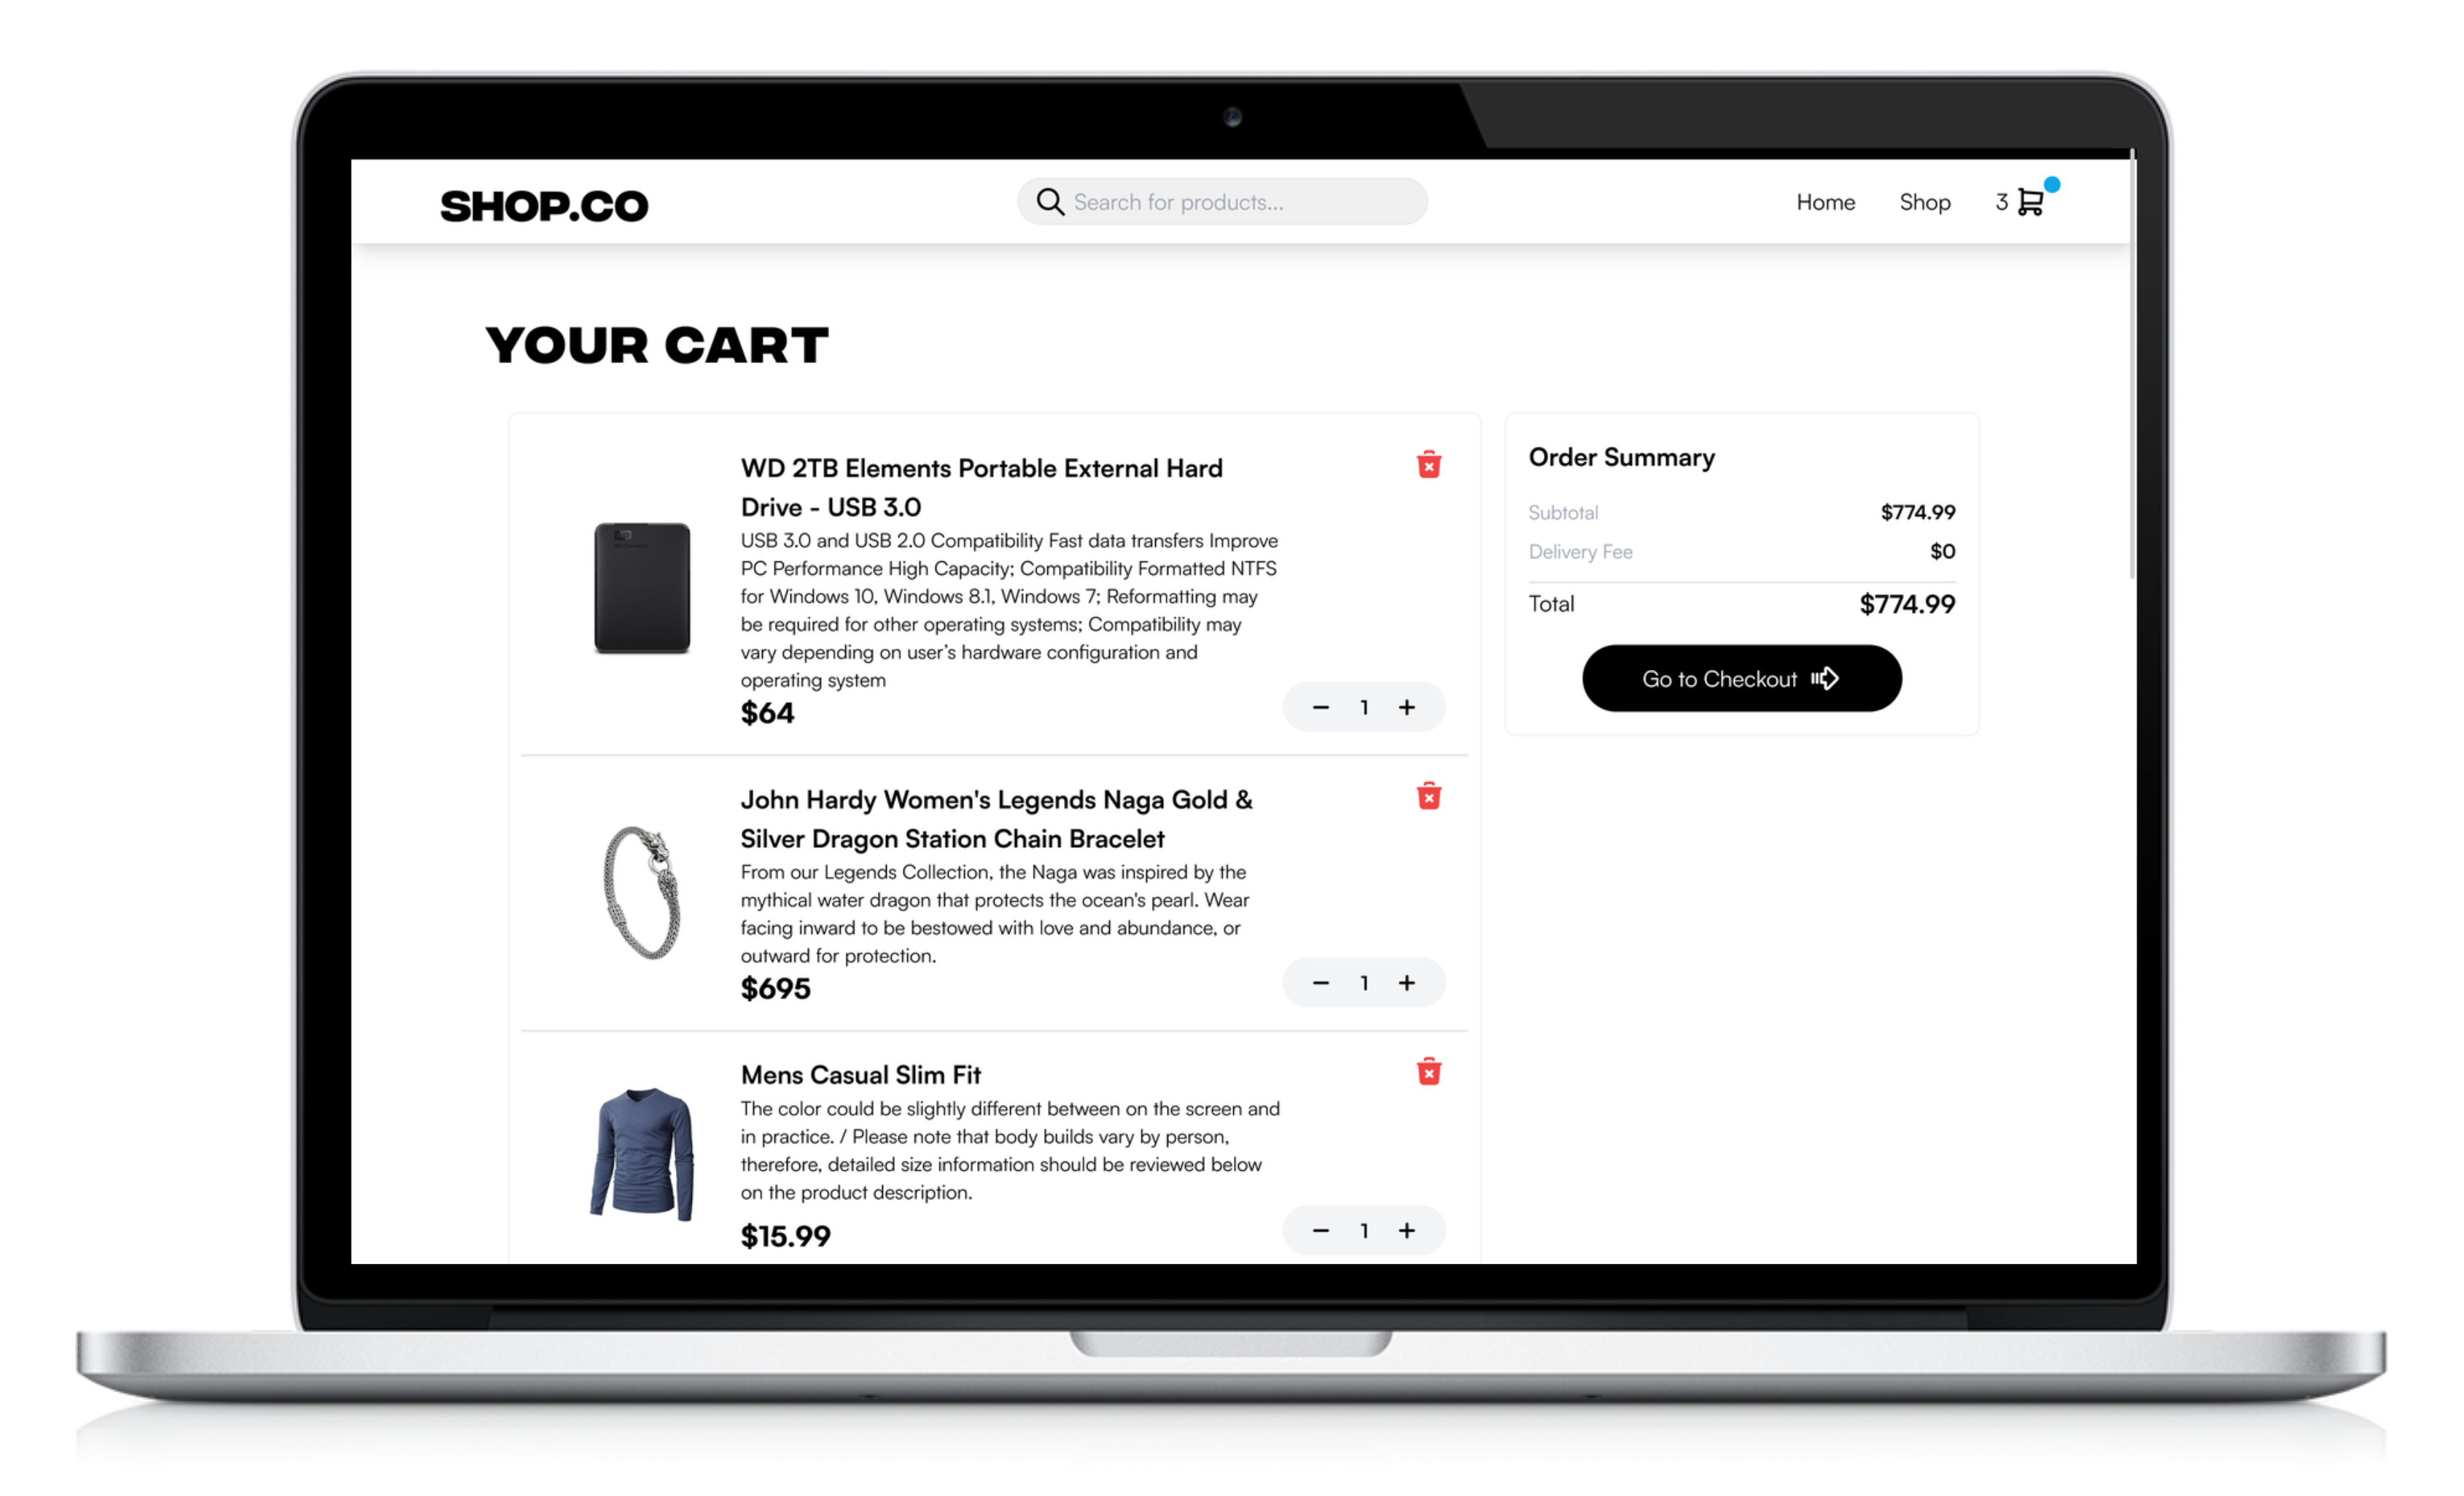 SHOP.CO
Search for products...
Home
Shop
3
YOUR CART
WD 2TB Elements Portable External Hard
Drive - USB 3.0
USB 3.0 and USB 2.0 Compatibility Fast data transfers Improve
PC Performance High Capacity; Compatibility Formatted NTFS
for Windows 10, Windows 8.1, Windows 7; Reformatting may
be required for other operating systems; Compatibility may
vary depending on user’s hardware configuration and
operating system
$64
− 1 +
John Hardy Women's Legends Naga Gold &
Silver Dragon Station Chain Bracelet
From our Legends Collection, the Naga was inspired by the
mythical water dragon that protects the ocean's pearl. Wear
facing inward to be bestowed with love and abundance, or
outward for protection.
$695
− 1 +
Mens Casual Slim Fit
The color could be slightly different between on the screen and
in practice. / Please note that body builds vary by person,
therefore, detailed size information should be reviewed below
on the product description.
$15.99
− 1 +
Order Summary
Subtotal $774.99
Delivery Fee $0
Total $774.99
Go to Checkout